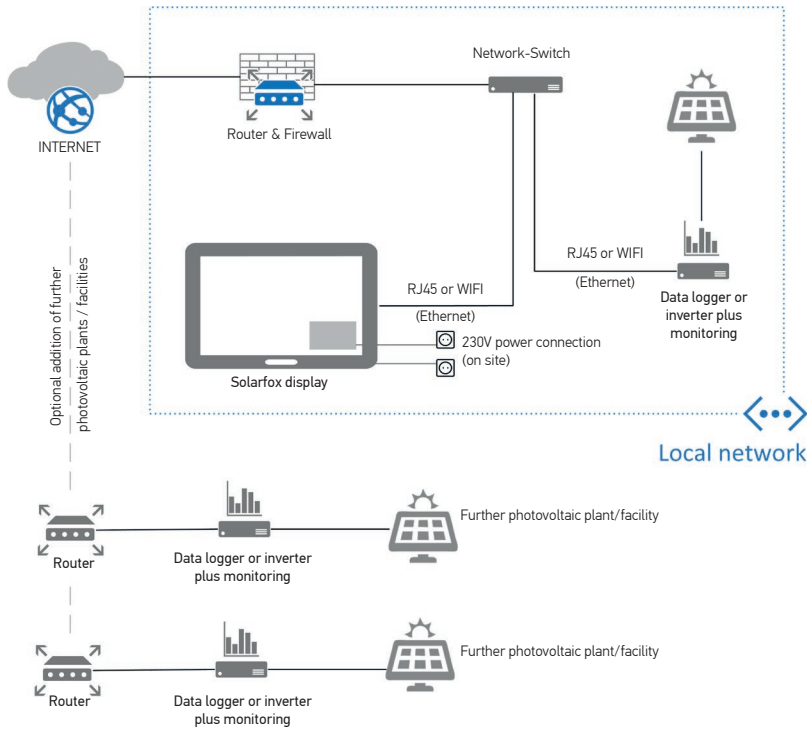 Network-Switch
INTERNET
Router & Firewall
RJ45 or WIFI
(Ethernet)
Data logger or
inverter plus
monitoring
RJ45 or WIFI
(Ethernet)
230V power connection
(on site)
Solarfox display
Optional addition of further
photovoltaic plants / facilities
Local network
Further photovoltaic plant/facility
Router
Data logger or inverter
plus monitoring
Further photovoltaic plant/facility
Router
Data logger or inverter
plus monitoring